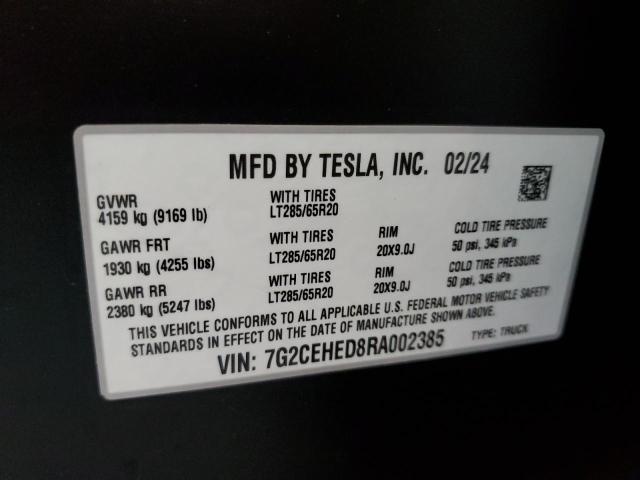 MFD BY TESLA, INC. 02/24
GVWR WITH TIRES
4159 kg (9169 lb) LT285/65R20
GAWR FRT WITH TIRES RIM COLD TIRE PRESSURE
1930 kg (4255 lbs) LT285/65R20 20X9.0J 50 psi, 345 kPa
GAWR RR WITH TIRES RIM COLD TIRE PRESSURE
2380 kg (5247 lbs) LT285/65R20 20X9.0J 50 psi, 345 kPa
THIS VEHICLE CONFORMS TO ALL APPLICABLE U.S. FEDERAL MOTOR VEHICLE SAFETY
STANDARDS IN EFFECT ON THE DATE OF MANUFACTURE SHOWN ABOVE.
VIN: 7G2CEHED8RA002385 TYPE: TRUCK